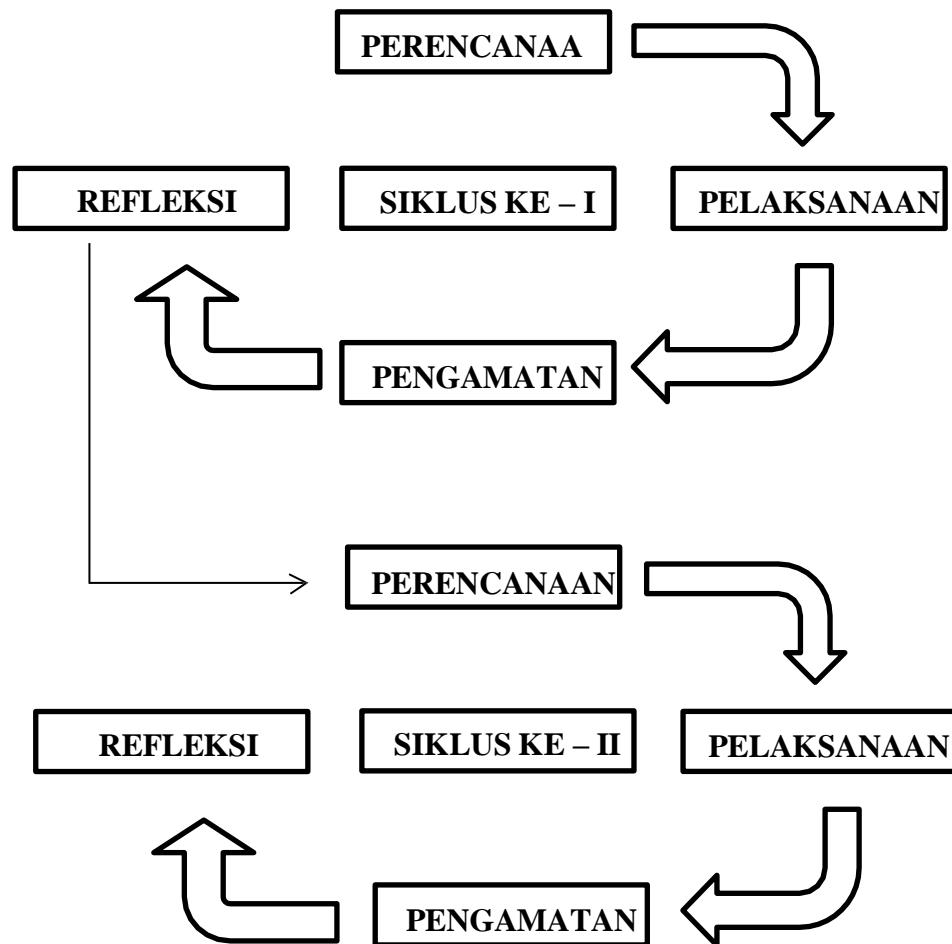 PERENCANAA
REFLEKSI
SIKLUS KE – I
PELAKSANAAN
PENGAMATAN
PERENCANAAN
REFLEKSI
SIKLUS KE – II
PELAKSANAAN
PENGAMATAN